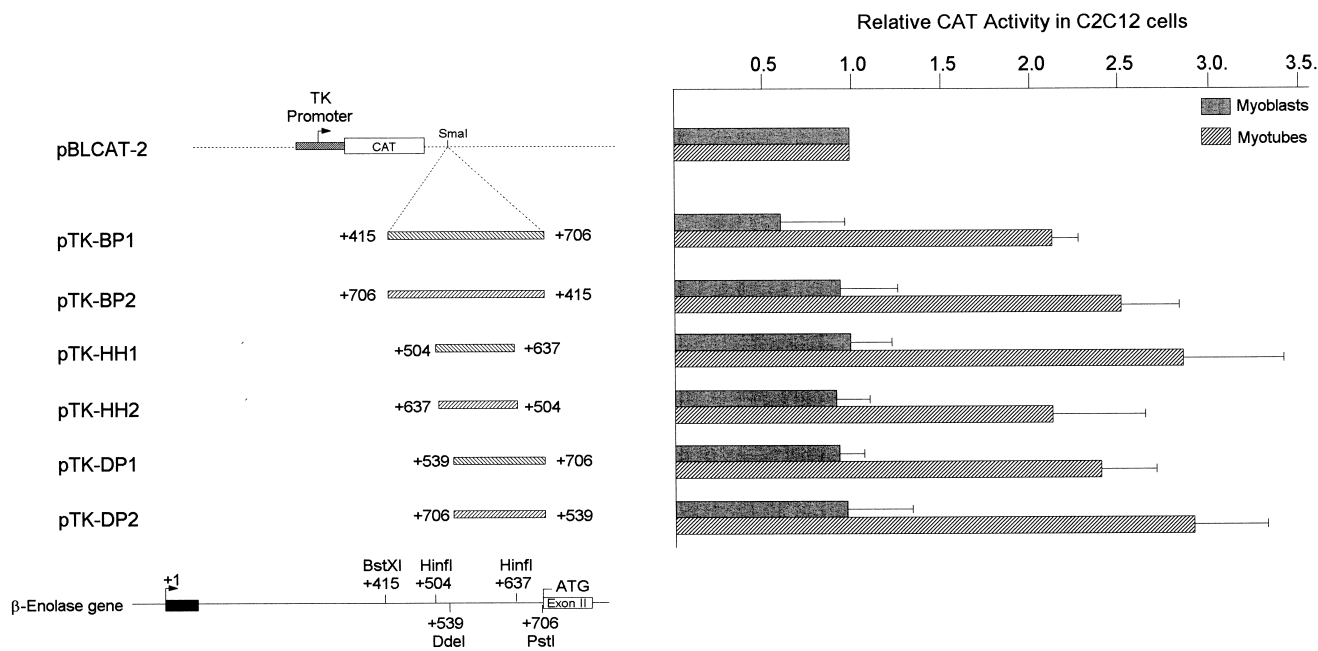 Relative CAT Activity in C2C12 cells
0.5 1.0 1.5 2.0 2.5 3.0. 3.5.
Myoblasts
Myotubes
TK
Promoter
SmaI
pBLCAT-2
CAT
pTK-BP1 +415 +706
pTK-BP2 +706 +415
pTK-HH1 +504 +637
pTK-HH2 +637 +504
pTK-DP1 +539 +706
pTK-DP2 +706 +539
BstXI HinfI HinfI
+1 +415 +504 +637 ATG
β-Enolase gene Exon II
+539 +706
DdeI PstI